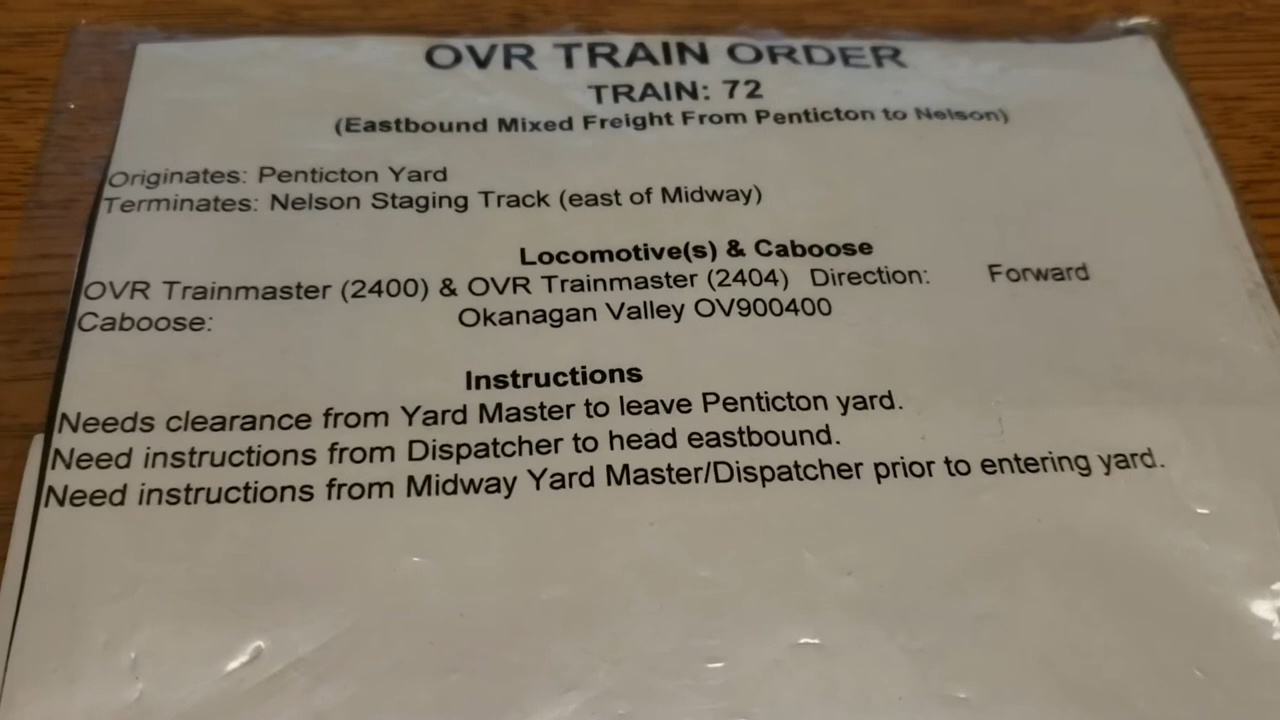 OVR TRAIN ORDER
TRAIN: 72
(Eastbound Mixed Freight From Penticton to Nelson)
Originates: Penticton Yard
Terminates: Nelson Staging Track (east of Midway)
Locomotive(s) & Caboose
OVR Trainmaster (2400) & OVR Trainmaster (2404) Direction: Forward
Caboose: Okanagan Valley OV900400
Instructions
Needs clearance from Yard Master to leave Penticton yard.
Need instructions from Dispatcher to head eastbound.
Need instructions from Midway Yard Master/Dispatcher prior to entering yard.